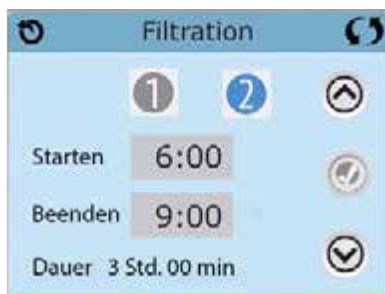 Filtration
1 2
Starten 6:00
Beenden 9:00
Dauer 3 Std. 00 min